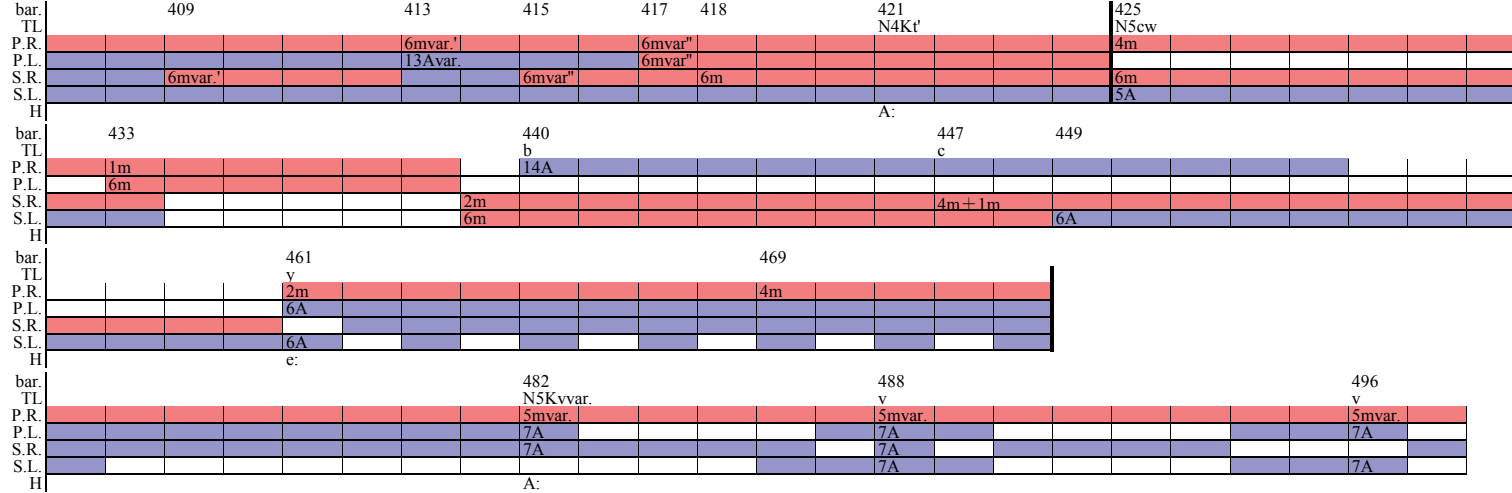 bar. 409 413 415 417 418 421 425
TL N4Kt' N5cw
P.R. 6mvar.' 6mvar" 4m
P.L. 13Avar. 6mvar"
S.R. 6mvar.' 6mvar" 6m 6m
S.L. 5A
H A:
bar. 433 440 447 449
TL b c
P.R. 1m 14A
P.L. 6m
S.R. 2m 4m+1m
S.L. 6m 6A
H
bar. 461 469
TL v
P.R. 2m 4m
P.L. 6A
S.R.
S.L. 6A
H e:
bar. 482 488 496
TL N5Kvvar. v v
P.R. 5mvar. 5mvar. 5mvar.
P.L. 7A 7A 7A
S.R. 7A 7A
S.L. 7A 7A
H A: